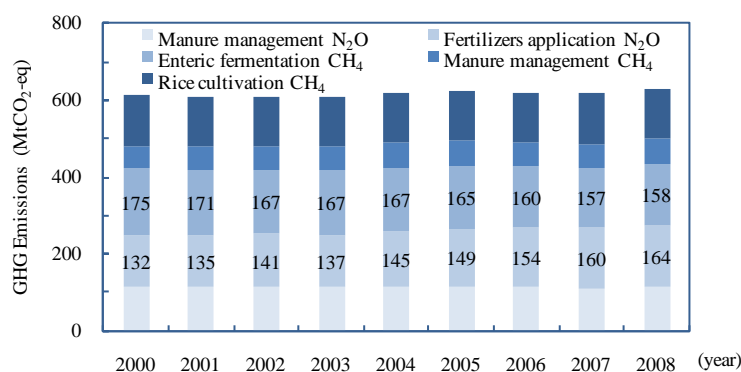 800
Manure management N₂O
Fertilizers application N₂O
Enteric fermentation CH₄
Manure management CH₄
Rice cultivation CH₄
GHG Emissions (MtCO₂-eq)
600
400
175 171 167 167 167 165 160 157 158
200
132 135 141 137 145 149 154 160 164
0
2000 2001 2002 2003 2004 2005 2006 2007 2008 (year)